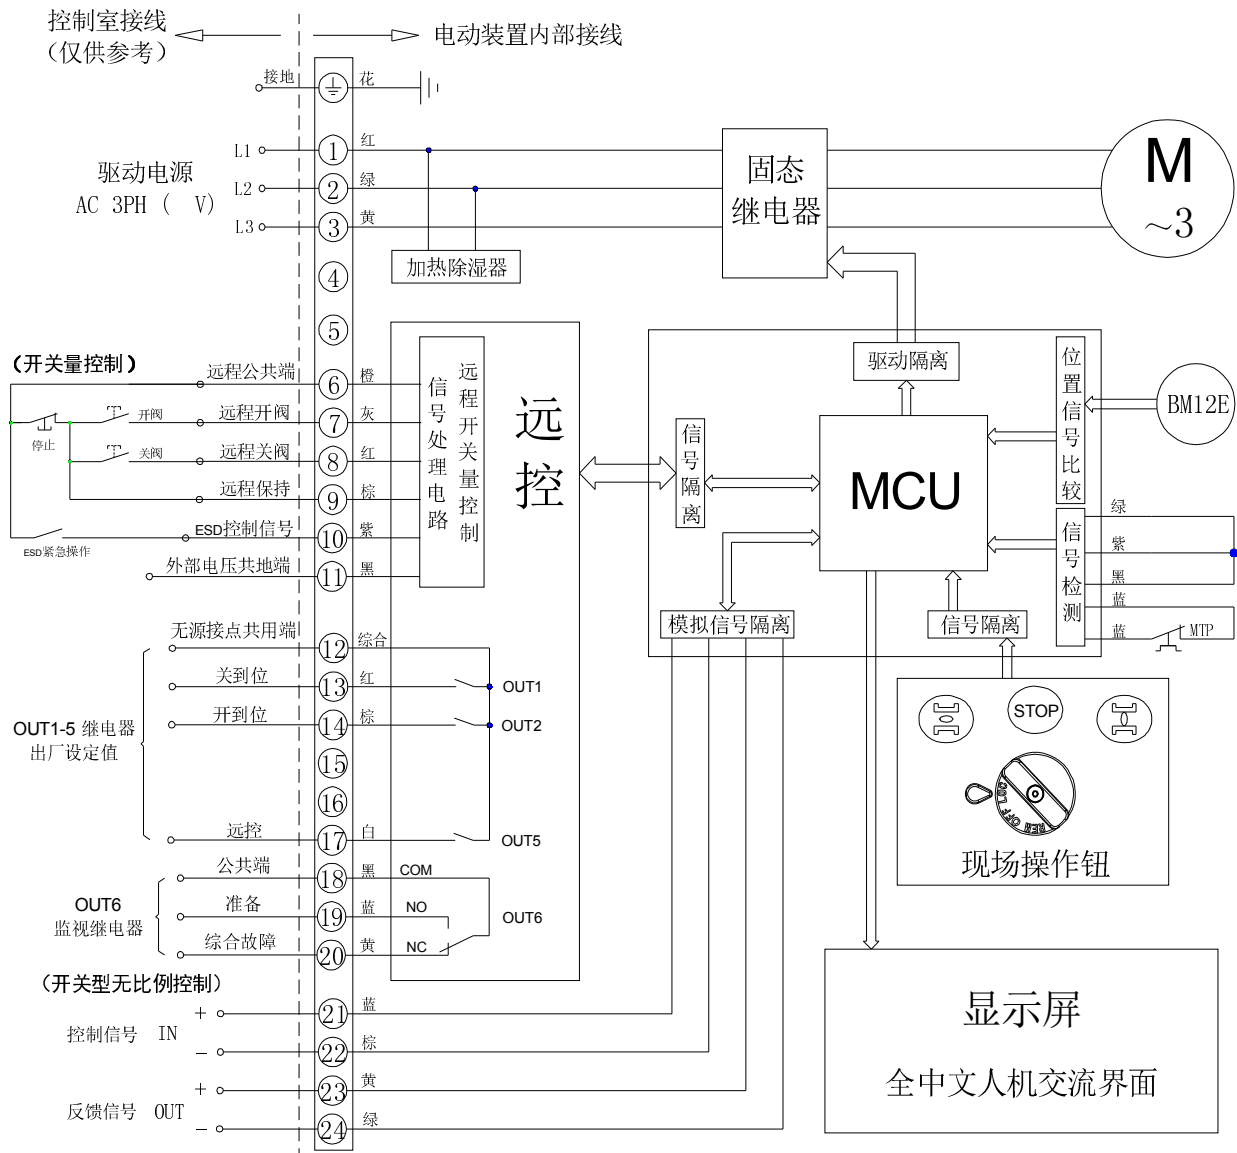 控制室接线
(仅供参考)
电动装置内部接线
接地
花
驱动电源
AC 3PH (   V)
L1 1 红
L2 2 绿
L3 3 黄
加热除湿器
固态
继电器
M
~3
4
5
(开关量控制)
远程公共端 6 橙
停止
开阀 远程开阀 7 灰
关阀 远程关阀 8 红
远程保持 9 棕
ESD紧急操作
ESD控制信号 10 紫
外部电压共地端 11 黑
远程开关量控制
信号处理电路
远控
信号隔离
驱动隔离
MCU
位置信号比较
BM12E
信号检测
绿
紫
黑
蓝
蓝
MTP
模拟信号隔离
信号隔离
OUT1-5 继电器
出厂设定值
无源接点共用端 12 综合
关到位 13 红 OUT1
开到位 14 棕 OUT2
15
16
远控 17 白 OUT5
OUT6
监视继电器
公共端 18 黑 COM
准备 19 蓝 NO OUT6
综合故障 20 黄 NC
STOP
LOC OFF REM
现场操作钮
(开关型无比例控制)
控制信号 IN
+ 21 蓝
− 22 棕
反馈信号 OUT
+ 23 黄
− 24 绿
显示屏
全中文人机交流界面